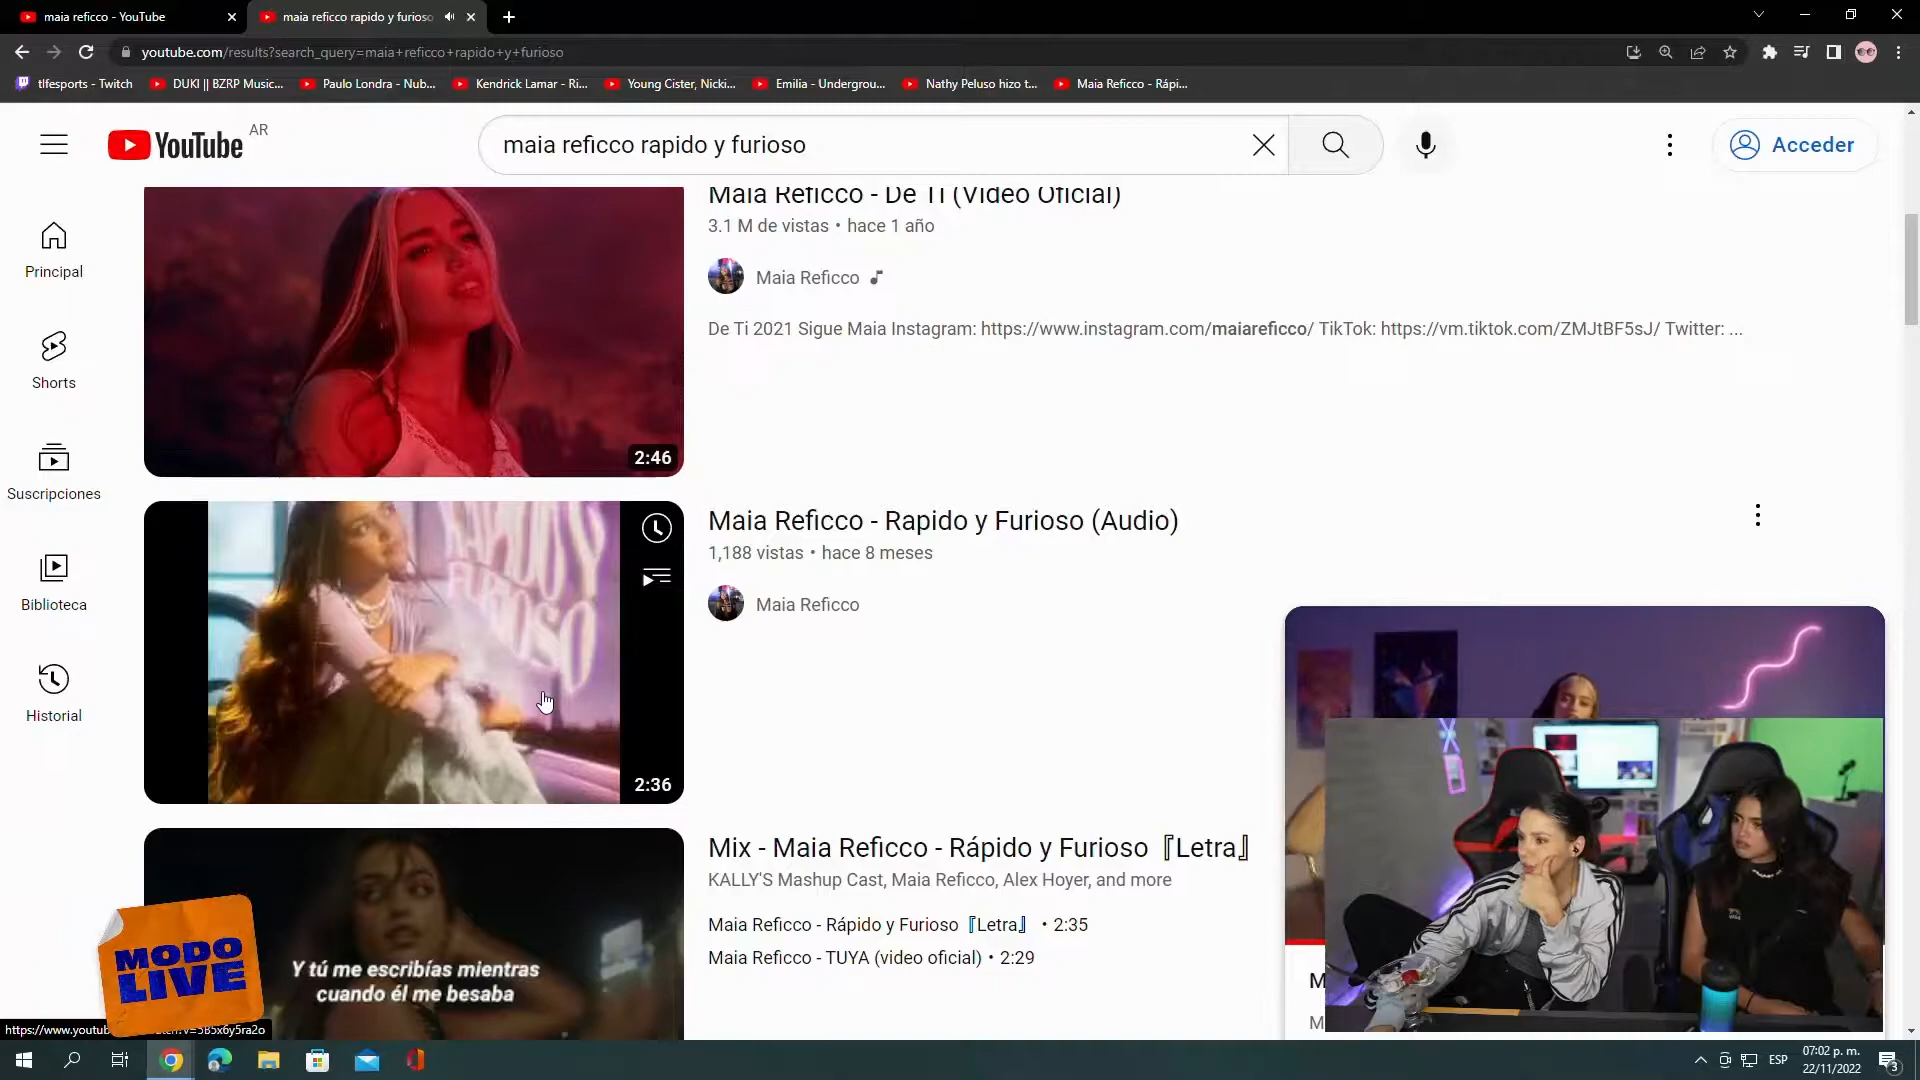 maia reficco - YouTube
maia reficco rapido y furioso
youtube.com/results?search_query=maia+reficco+rapido+y+furioso
tlfesports - Twitch
DUKI || BZRP Music...
Paulo Londra - Nub...
Kendrick Lamar - Ri...
Young Cister, Nicki...
Emilia - Undergrou...
Nathy Peluso hizo t...
Maia Reficco - Rápi...
YouTube AR
maia reficco rapido y furioso
Acceder
Principal
Shorts
Suscripciones
Biblioteca
Historial
Maia Reficco - De Ti (Video Oficial)
3.1 M de vistas • hace 1 año
Maia Reficco
De Ti 2021 Sigue Maia Instagram: https://www.instagram.com/maiareficco/ TikTok: https://vm.tiktok.com/ZMJtBF5sJ/ Twitter: ...
2:46
Maia Reficco - Rapido y Furioso (Audio)
1,188 vistas • hace 8 meses
Maia Reficco
FURIOSO
2:36
Mix - Maia Reficco - Rápido y Furioso『Letra』
KALLY'S Mashup Cast, Maia Reficco, Alex Hoyer, and more
Maia Reficco - Rápido y Furioso『Letra』 • 2:35
Maia Reficco - TUYA (video oficial) • 2:29
Y tú me escribías mientras
cuando él me besaba
MODO
LIVE
https://www.youtub
M
M
ESP
07:02 p. m.
22/11/2022
3